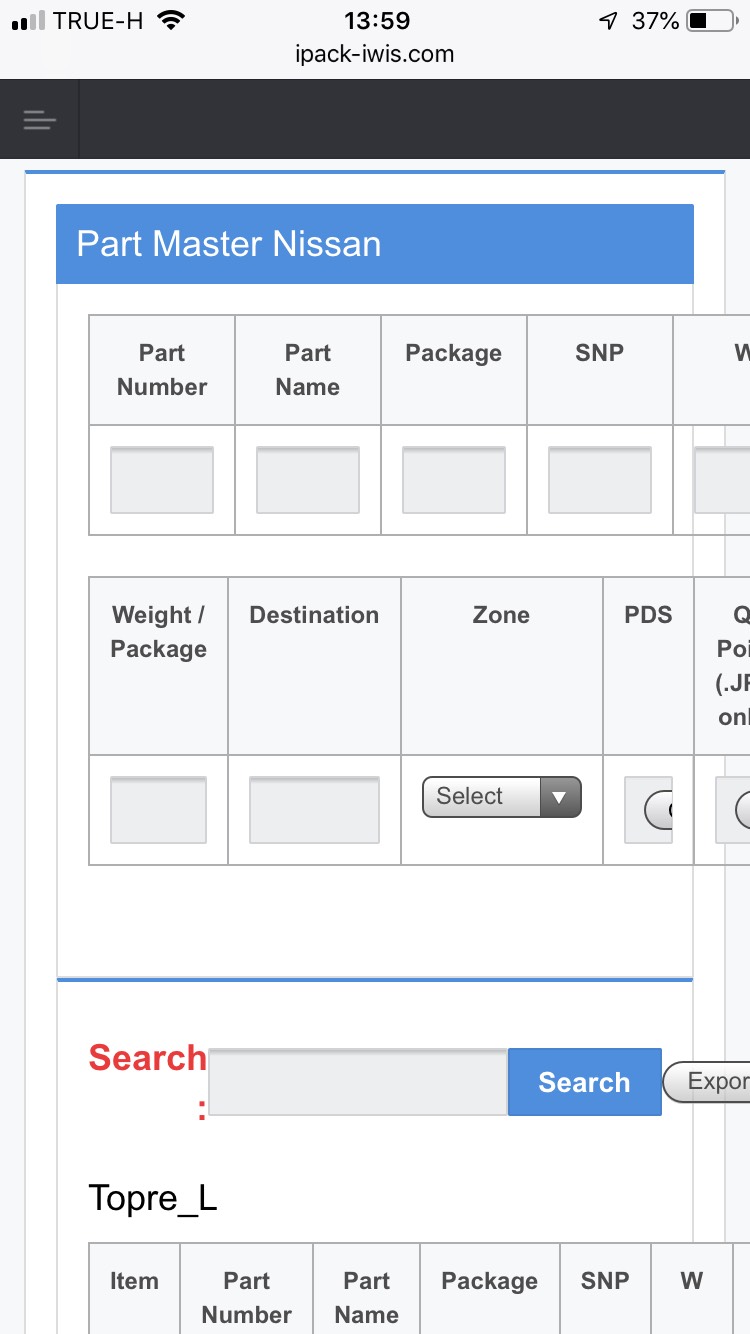 TRUE-H 13:59 37%
ipack-iwis.com
Part Master Nissan
Part Number Part Name Package SNP W
Weight / Package Destination Zone PDS Q Poi (.JP onl
Select
Search : Search Expor
Topre_L
Item Part Number Part Name Package SNP W